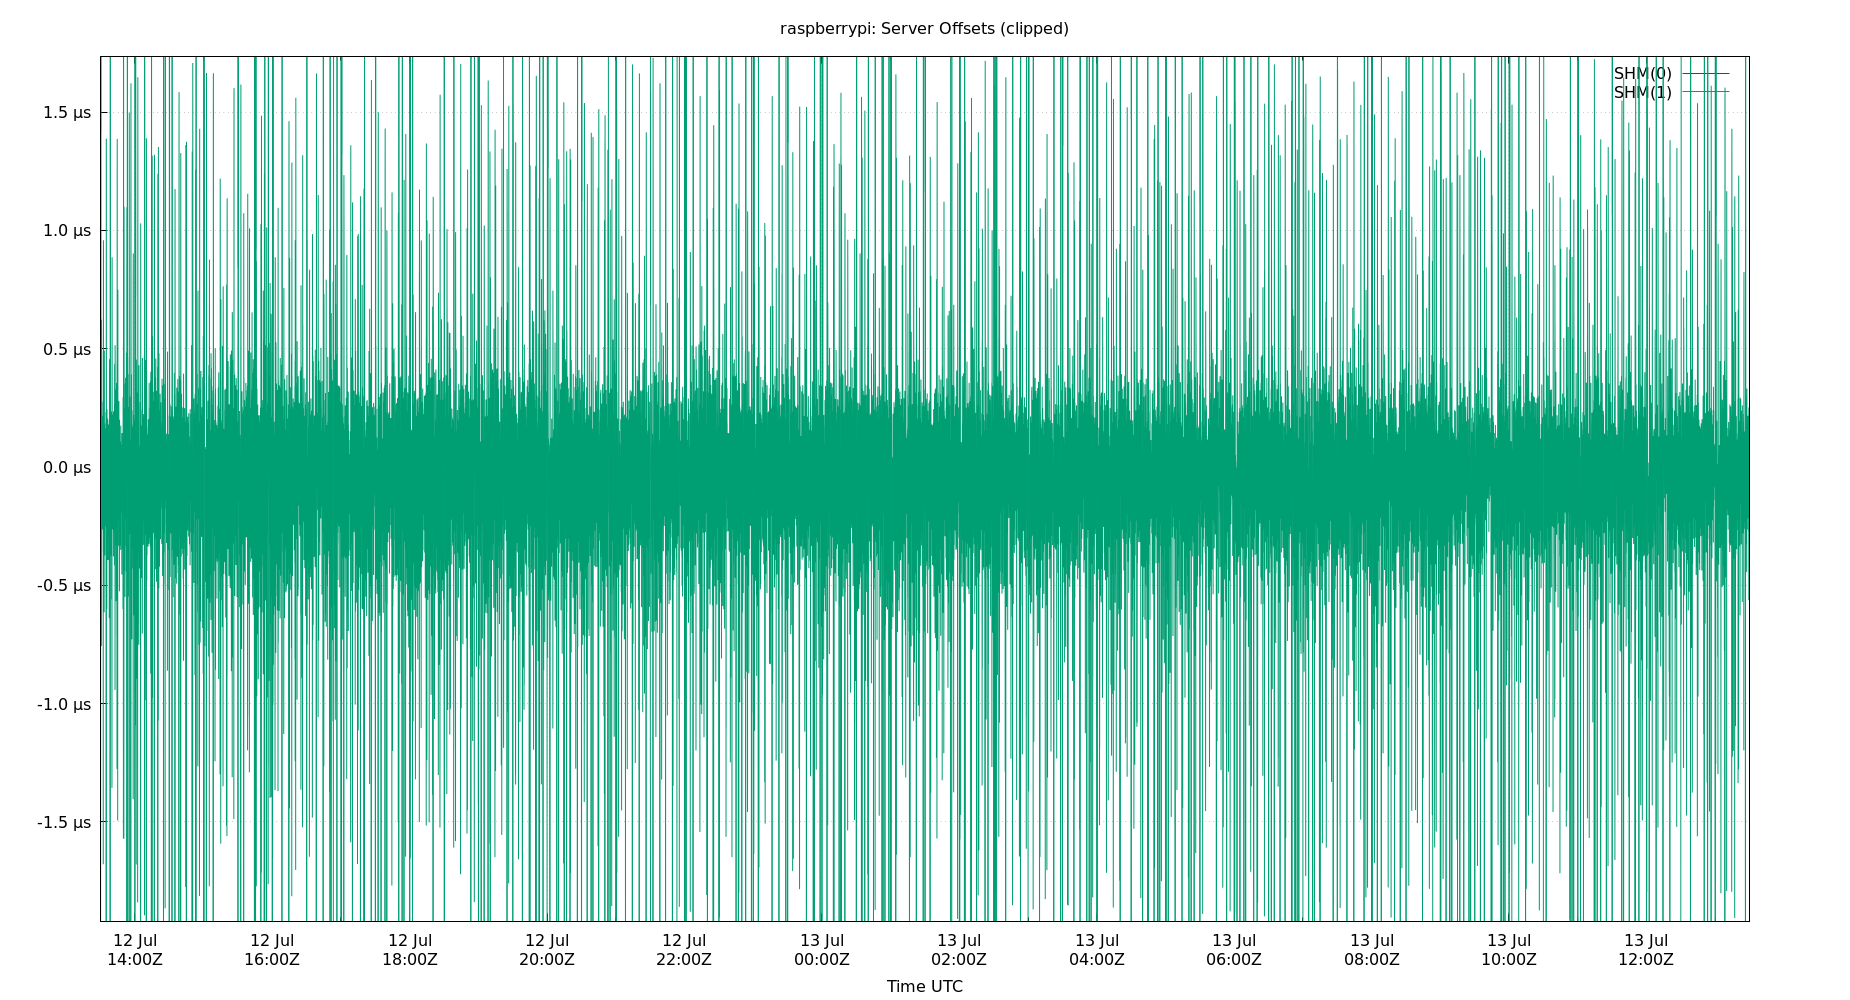 raspberrypi: Server Offsets (clipped)
SHM(0)
SHM(1)
1.5 µs
1.0 µs
0.5 µs
0.0 µs
-0.5 µs
-1.0 µs
-1.5 µs
12 Jul 12 Jul 12 Jul 12 Jul 12 Jul 13 Jul 13 Jul 13 Jul 13 Jul 13 Jul 13 Jul 13 Jul
14:00Z 16:00Z 18:00Z 20:00Z 22:00Z 00:00Z 02:00Z 04:00Z 06:00Z 08:00Z 10:00Z 12:00Z
Time UTC